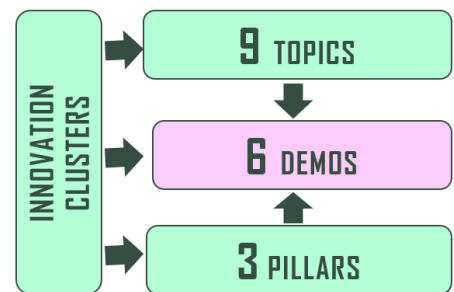 INNOVATION
CLUSTERS
9 TOPICS
6 DEMOS
3 PILLARS